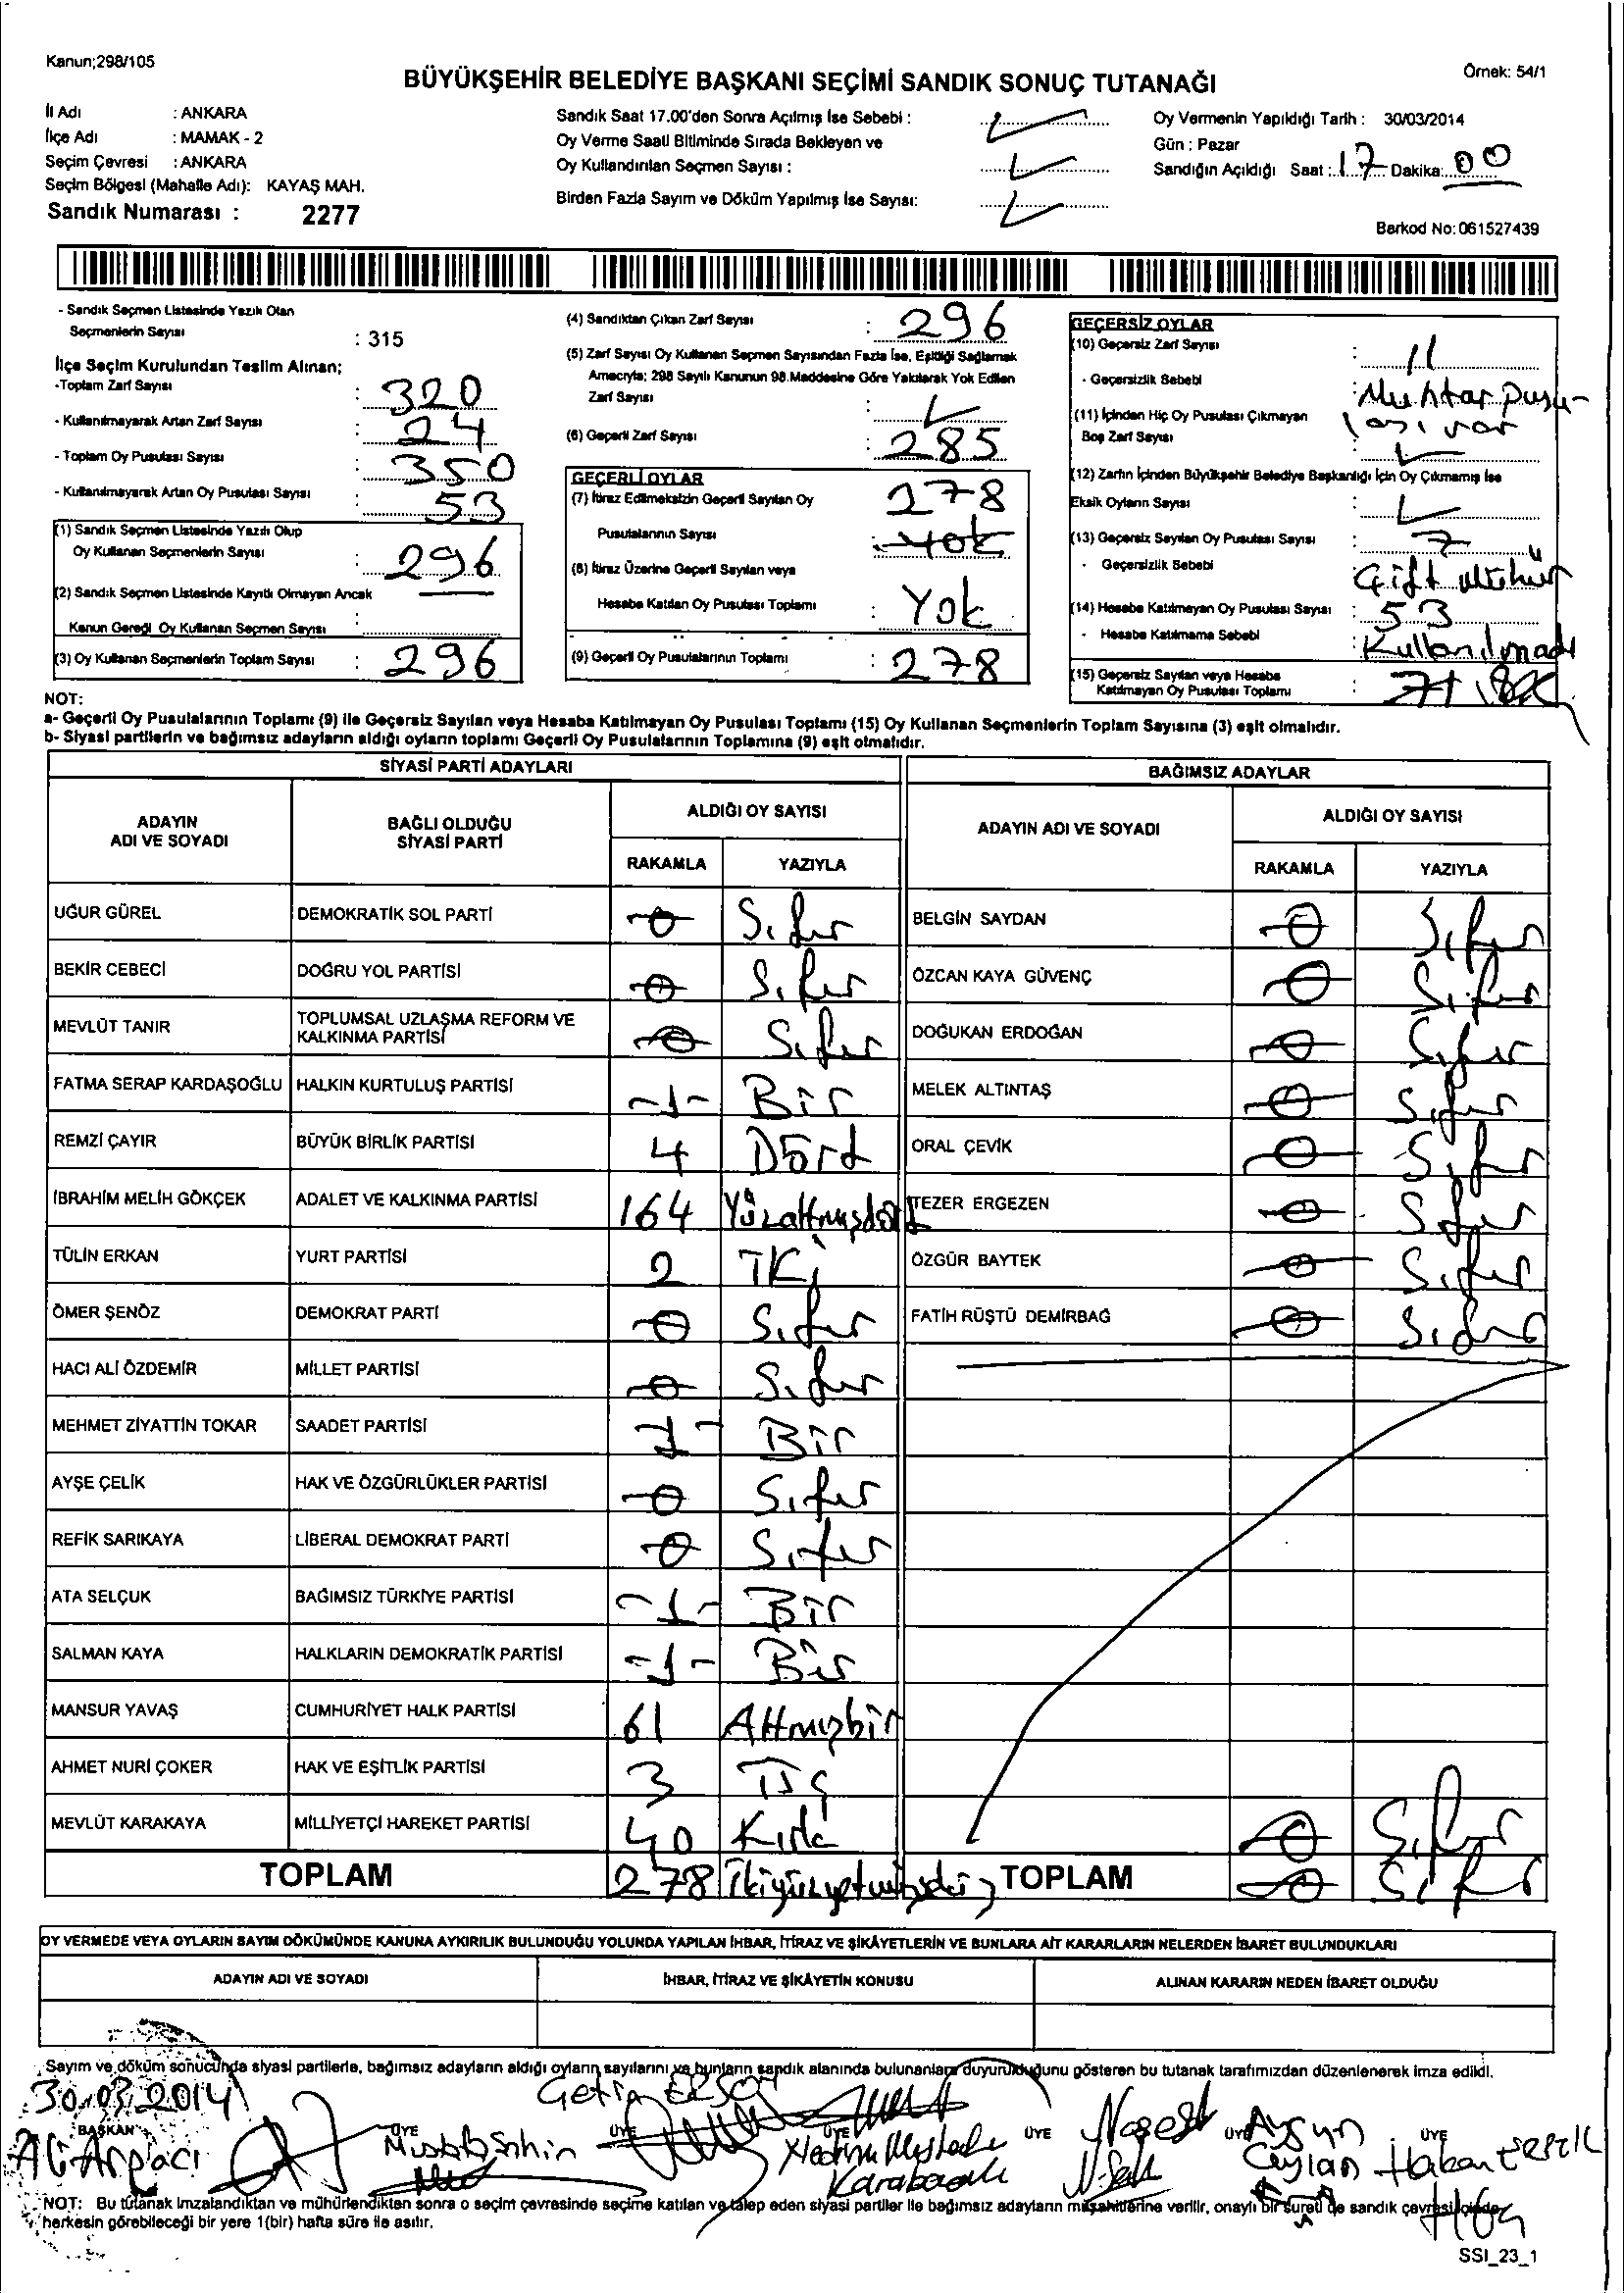 Kanun;298/105
Örnek: 54/1
BÜYÜKŞEHİR BELEDİYE BAŞKANI SEÇİMİ SANDIK SONUÇ TUTANAĞI
İl Adı : ANKARA
İlçe Adı : MAMAK - 2
Seçim Çevresi : ANKARA
Seçim Bölgesi (Mahalle Adı): KAYAŞ MAH.
Sandık Numarası : 2277
Sandık Saat 17.00'den Sonra Açılmış İse Sebebi :
Oy Verme Saati Bitiminde Sırada Bekleyen ve
Oy Kullandırılan Seçmen Sayısı :
Birden Fazla Sayım ve Döküm Yapılmış İse Sayısı:
Oy Vermenin Yapıldığı Tarih : 30/03/2014
Gün : Pazar
Sandığın Açıldığı Saat : 17 Dakika: 00
Barkod No: 061527439
- Sandık Seçmen Listesinde Yazılı Olan
Seçmenlerin Sayısı : 315
İlçe Seçim Kurulundan Teslim Alınan;
-Toplam Zarf Sayısı : 320
- Kullanılmayarak Artan Zarf Sayısı : 24
- Toplam Oy Pusulası Sayısı : 350
- Kullanılmayarak Artan Oy Pusulası Sayısı : 53
(1) Sandık Seçmen Listesinde Yazılı Olup
Oy Kullanan Seçmenlerin Sayısı : 296
(2) Sandık Seçmen Listesinde Kayıtlı Olmayan Ancak
Kanun Gereği Oy Kullanan Seçmen Sayısı :
(3) Oy Kullanan Seçmenlerin Toplam Sayısı : 296
(4) Sandıktan Çıkan Zarf Sayısı : 296
(5) Zarf Sayısı Oy Kullanan Seçmen Sayısından Fazla İse, Eşitliği Sağlamak
Amacıyla; 298 Sayılı Kanunun 98.Maddesine Göre Yakılarak Yok Edilen
Zarf Sayısı :
(6) Geçerli Zarf Sayısı : 285
GEÇERLİ OYLAR
(7) İtiraz Edilmeksizin Geçerli Sayılan Oy 278
Pusulalarının Sayısı : Yok
(8) İtiraz Üzerine Geçerli Sayılan veya
Hesaba Katılan Oy Pusulası Toplamı : Yok
(9) Geçerli Oy Pusulalarının Toplamı : 278
GEÇERSİZ OYLAR
(10) Geçersiz Zarf Sayısı : 11
- Geçersizlik Sebebi : Muhtar pusu-
lası var
(11) İçinden Hiç Oy Pusulası Çıkmayan
Boş Zarf Sayısı :
(12) Zarfın İçinden Büyükşehir Belediye Başkanlığı İçin Oy Çıkmamış İse
Eksik Oyların Sayısı :
(13) Geçersiz Sayılan Oy Pusulası Sayısı : 7
- Geçersizlik Sebebi : Çift mühür
(14) Hesaba Katılmayan Oy Pusulası Sayısı : 53
- Hesaba Katılmama Sebebi : Kullanılmadı
(15) Geçersiz Sayılan veya Hesaba
Katılmayan Oy Pusulası Toplamı : 71
NOT:
a- Geçerli Oy Pusulalarının Toplamı (9) ile Geçersiz Sayılan veya Hesaba Katılmayan Oy Pusulası Toplamı (15) Oy Kullanan Seçmenlerin Toplam Sayısına (3) eşit olmalıdır.
b- Siyasi partilerin ve bağımsız adayların aldığı oyların toplamı Geçerli Oy Pusulalarının Toplamına (9) eşit olmalıdır.
SİYASİ PARTİ ADAYLARI
ADAYIN ADI VE SOYADI BAĞLI OLDUĞU SİYASİ PARTİ ALDIĞI OY SAYISI
RAKAMLA YAZIYLA
UĞUR GÜREL DEMOKRATİK SOL PARTİ 0 Sıfır
BEKİR CEBECİ DOĞRU YOL PARTİSİ 0 Sıfır
MEVLÜT TANIR TOPLUMSAL UZLAŞMA REFORM VE KALKINMA PARTİSİ 0 Sıfır
FATMA SERAP KARDAŞOĞLU HALKIN KURTULUŞ PARTİSİ -1- Bir
REMZİ ÇAYIR BÜYÜK BİRLİK PARTİSİ 4 Dört
İBRAHİM MELİH GÖKÇEK ADALET VE KALKINMA PARTİSİ 164 Yüzaltmışdört
TÜLİN ERKAN YURT PARTİSİ 2 İKi
ÖMER ŞENÖZ DEMOKRAT PARTİ 0 Sıfır
HACI ALİ ÖZDEMİR MİLLET PARTİSİ 0 Sıfır
MEHMET ZİYATTİN TOKAR SAADET PARTİSİ -1- Bir
AYŞE ÇELİK HAK VE ÖZGÜRLÜKLER PARTİSİ 0 Sıfır
REFİK SARIKAYA LİBERAL DEMOKRAT PARTİ 0 Sıfır
ATA SELÇUK BAĞIMSIZ TÜRKİYE PARTİSİ -1- Bir
SALMAN KAYA HALKLARIN DEMOKRATİK PARTİSİ -1- Bir
MANSUR YAVAŞ CUMHURİYET HALK PARTİSİ 61 Altmışbir
AHMET NURİ ÇOKER HAK VE EŞİTLİK PARTİSİ 3 Üç
MEVLÜT KARAKAYA MİLLİYETÇİ HAREKET PARTİSİ 40 Kırk
TOPLAM 278 İkiyüzyetmişsekiz
BAĞIMSIZ ADAYLAR
ADAYIN ADI VE SOYADI ALDIĞI OY SAYISI
RAKAMLA YAZIYLA
BELGİN SAYDAN 0 Sıfır
ÖZCAN KAYA GÜVENÇ 0 Sıfır
DOĞUKAN ERDOĞAN 0 Sıfır
MELEK ALTINTAŞ 0 Sıfır
ORAL ÇEVİK 0 Sıfır
TEZER ERGEZEN 0 Sıfır
ÖZGÜR BAYTEK 0 Sıfır
FATİH RÜŞTÜ DEMİRBAĞ 0 Sıfır
0 Sıfır
TOPLAM 0 Sıfır
OY VERMEDE VEYA OYLARIN SAYIM DÖKÜMÜNDE KANUNA AYKIRILIK BULUNDUĞU YOLUNDA YAPILAN İHBAR, İTİRAZ VE ŞİKÂYETLERİN VE BUNLARA AİT KARARLARIN NELERDEN İBARET BULUNDUKLARI
ADAYIN ADI VE SOYADI İHBAR, İTİRAZ VE ŞİKÂYETİN KONUSU ALINAN KARARIN NEDEN İBARET OLDUĞU
Sayım ve döküm sonucunda siyasi partilerle, bağımsız adayların aldığı oyların sayılarını ve bunların sandık alanında bulunanlara duyurulduğunu gösteren bu tutanak tarafımızdan düzenlenerek imza edildi.
30.03.2014
BAŞKAN ÜYE ÜYE ÜYE ÜYE ÜYE ÜYE
Ali Arpacı
Mustafa Şahin
Çetin ERSOY
Karabacak
Aysun Ceylan
Hakan
NOT: Bu tutanak imzalandıktan ve mühürlendikten sonra o seçim çevresinde seçime katılan ve talep eden siyasi partiler ile bağımsız adayların müşahitlerine verilir, onaylı bir sureti de sandık çevresi içinde
herkesin görebileceği bir yere 1(bir) hafta süre ile asılır.
SSI_23_1